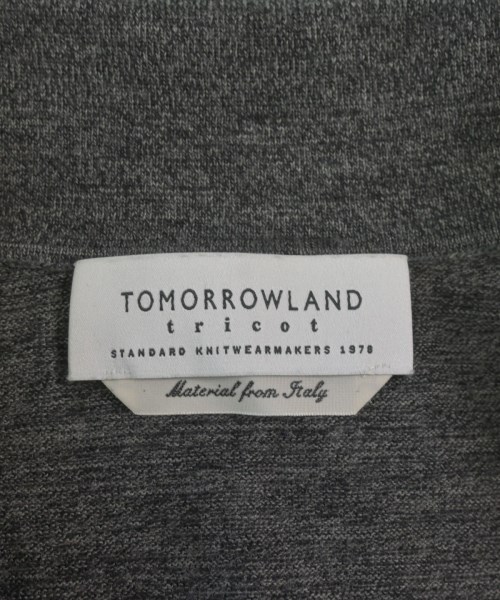 TOMORROWLAND
tricot
STANDARD KNITWEARMAKERS 1978
Material from Italy